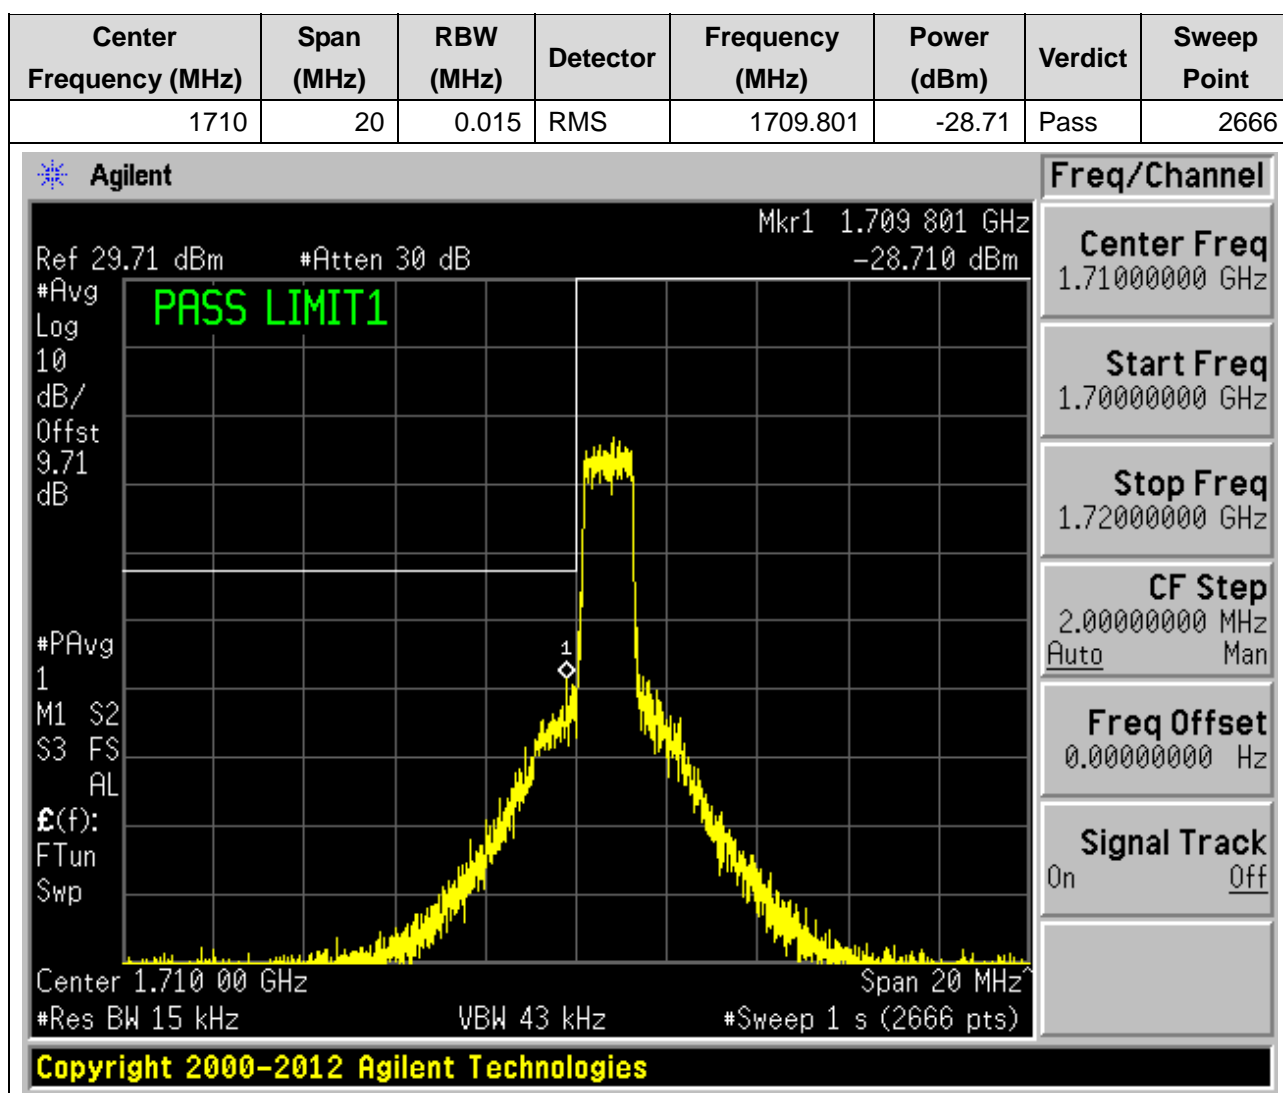 Center Frequency (MHz) Span (MHz) RBW (MHz) Detector Frequency (MHz) Power (dBm) Verdict Sweep Point
1710 20 0.015 RMS 1709.801 -28.71 Pass 2666
Agilent
Freq/Channel
Mkr1 1.709 801 GHz
Ref 29.71 dBm #Atten 30 dB -28.710 dBm
#Avg
Log
10
dB/
Offst
9.71
dB
PASS LIMIT1
1
#PAvg
1
M1 S2
S3 FS
AL
£(f):
FTun
Swp
Center 1.710 00 GHz Span 20 MHz^
#Res BW 15 kHz VBW 43 kHz #Sweep 1 s (2666 pts)
Center Freq
1.71000000 GHz
Start Freq
1.70000000 GHz
Stop Freq
1.72000000 GHz
CF Step
2.00000000 MHz
Auto Man
Freq Offset
0.00000000 Hz
Signal Track
On Off
Copyright 2000-2012 Agilent Technologies